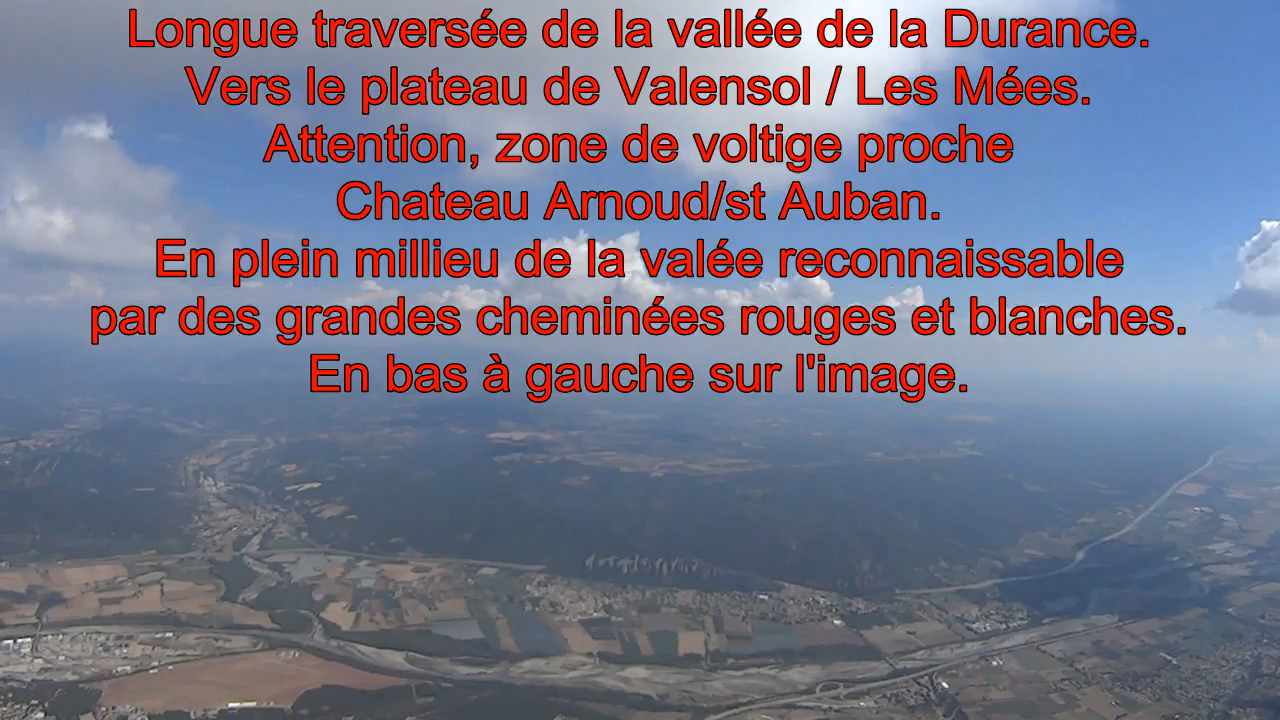 Longue traversée de la vallée de la Durance.
Vers le plateau de Valensol / Les Mées.
Attention, zone de voltige proche
Chateau Arnoud/st Auban.
En plein millieu de la valée reconnaissable
par des grandes cheminées rouges et blanches.
En bas à gauche sur l'image.